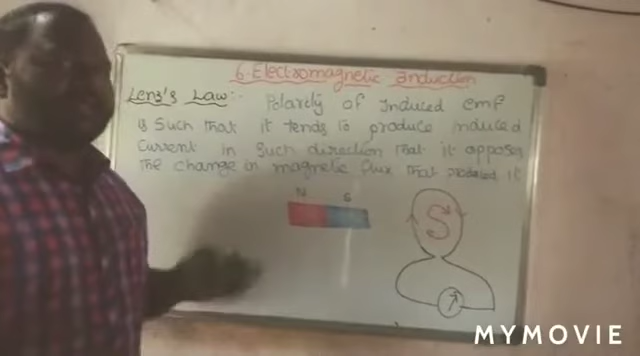 6. Electromagnetic Induction
Lenz's Law:- Polarity of Induced emf
is Such that it tends to produce induced
current in such direction that it opposes
The change in magnetic flux that produced it
N S
S
MYMOVIE